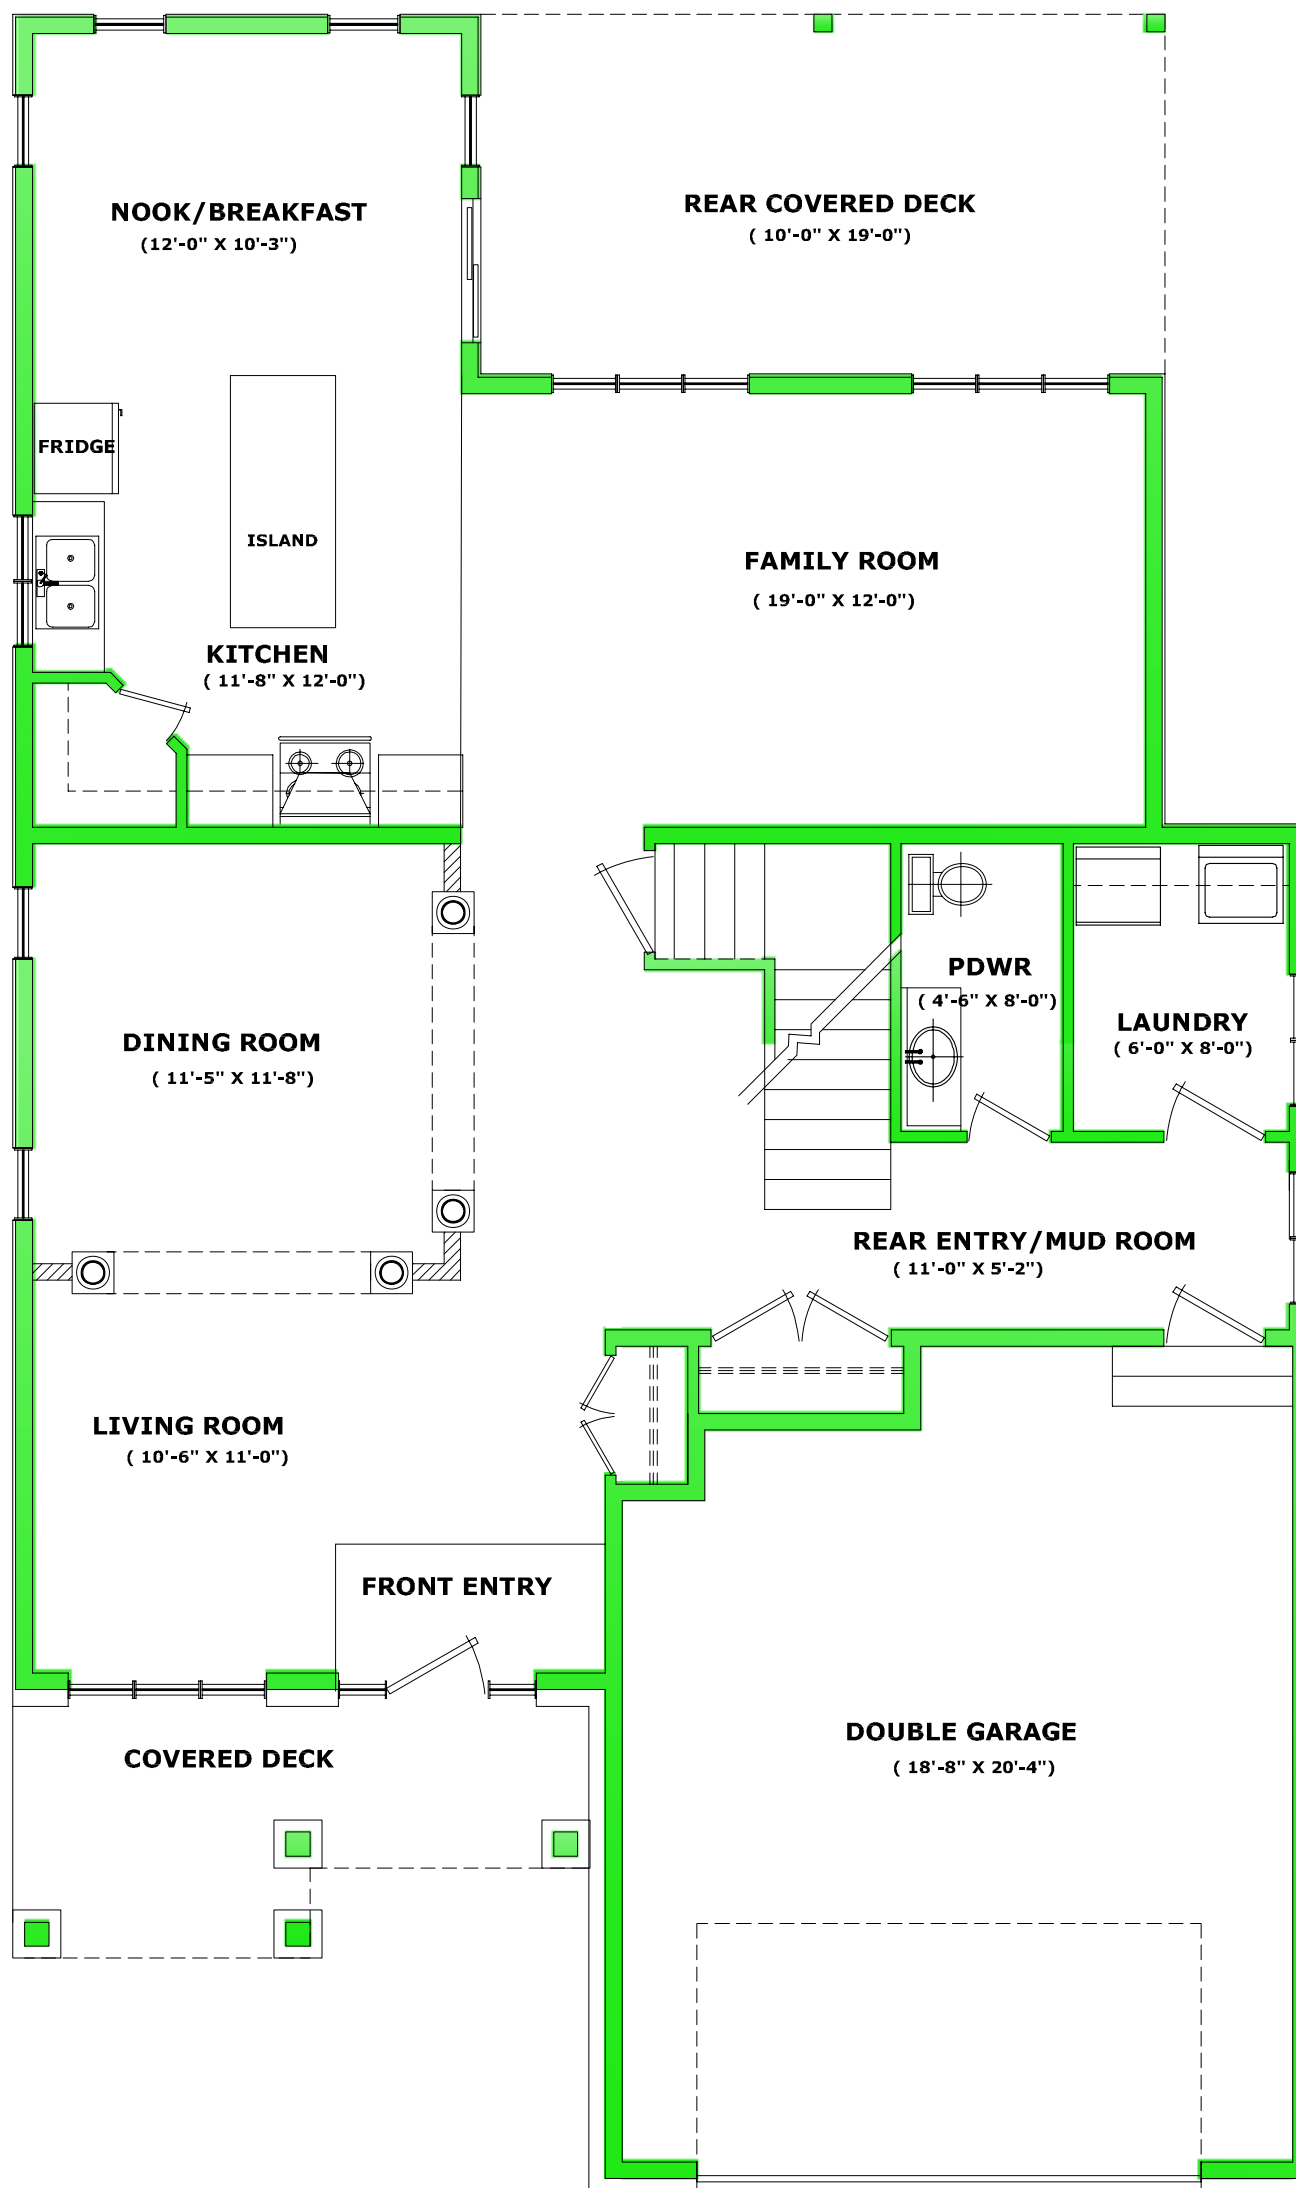 NOOK/BREAKFAST
(12'-0" X 10'-3")
REAR COVERED DECK
( 10'-0" X 19'-0")
FRIDGE
ISLAND
FAMILY ROOM
( 19'-0" X 12'-0")
KITCHEN
( 11'-8" X 12'-0")
PDWR
( 4'-6" X 8'-0")
LAUNDRY
( 6'-0" X 8'-0")
DINING ROOM
( 11'-5" X 11'-8")
REAR ENTRY/MUD ROOM
( 11'-0" X 5'-2")
LIVING ROOM
( 10'-6" X 11'-0")
FRONT ENTRY
DOUBLE GARAGE
( 18'-8" X 20'-4")
COVERED DECK